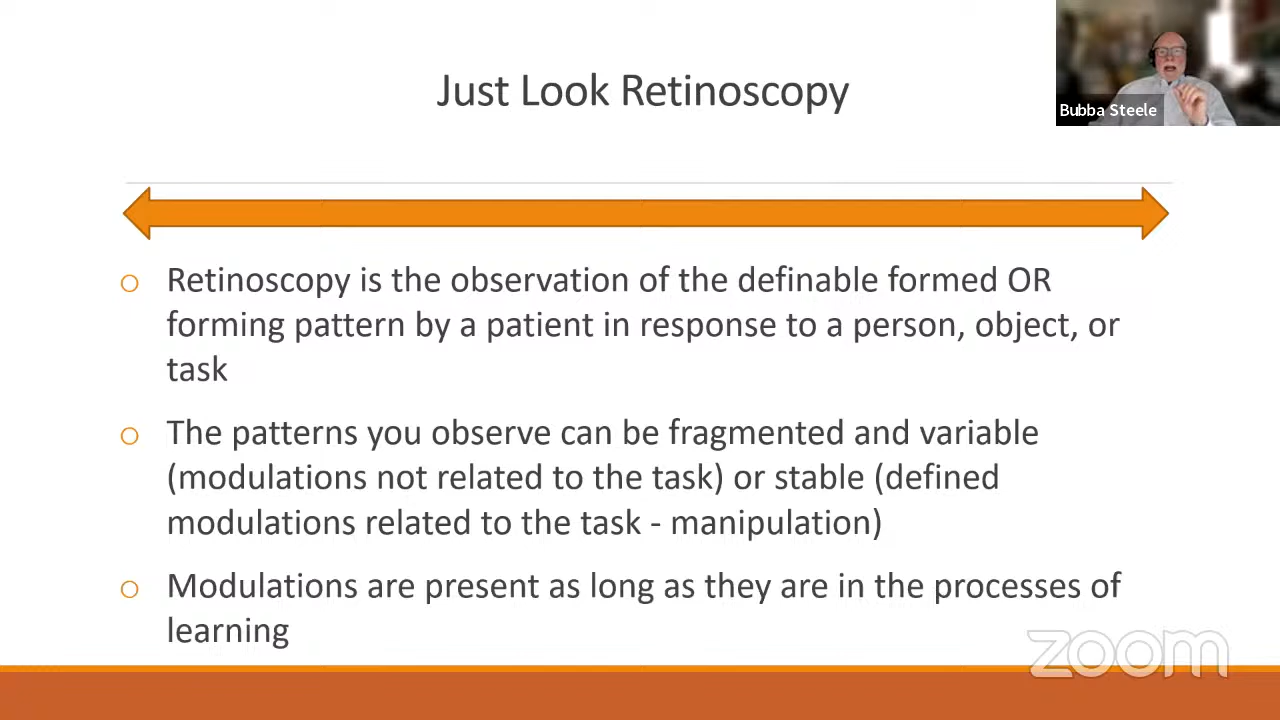 Just Look Retinoscopy
Bubba Steele
o Retinoscopy is the observation of the definable formed OR
forming pattern by a patient in response to a person, object, or
task
o The patterns you observe can be fragmented and variable
(modulations not related to the task) or stable (defined
modulations related to the task - manipulation)
o Modulations are present as long as they are in the processes of
learning
zoom